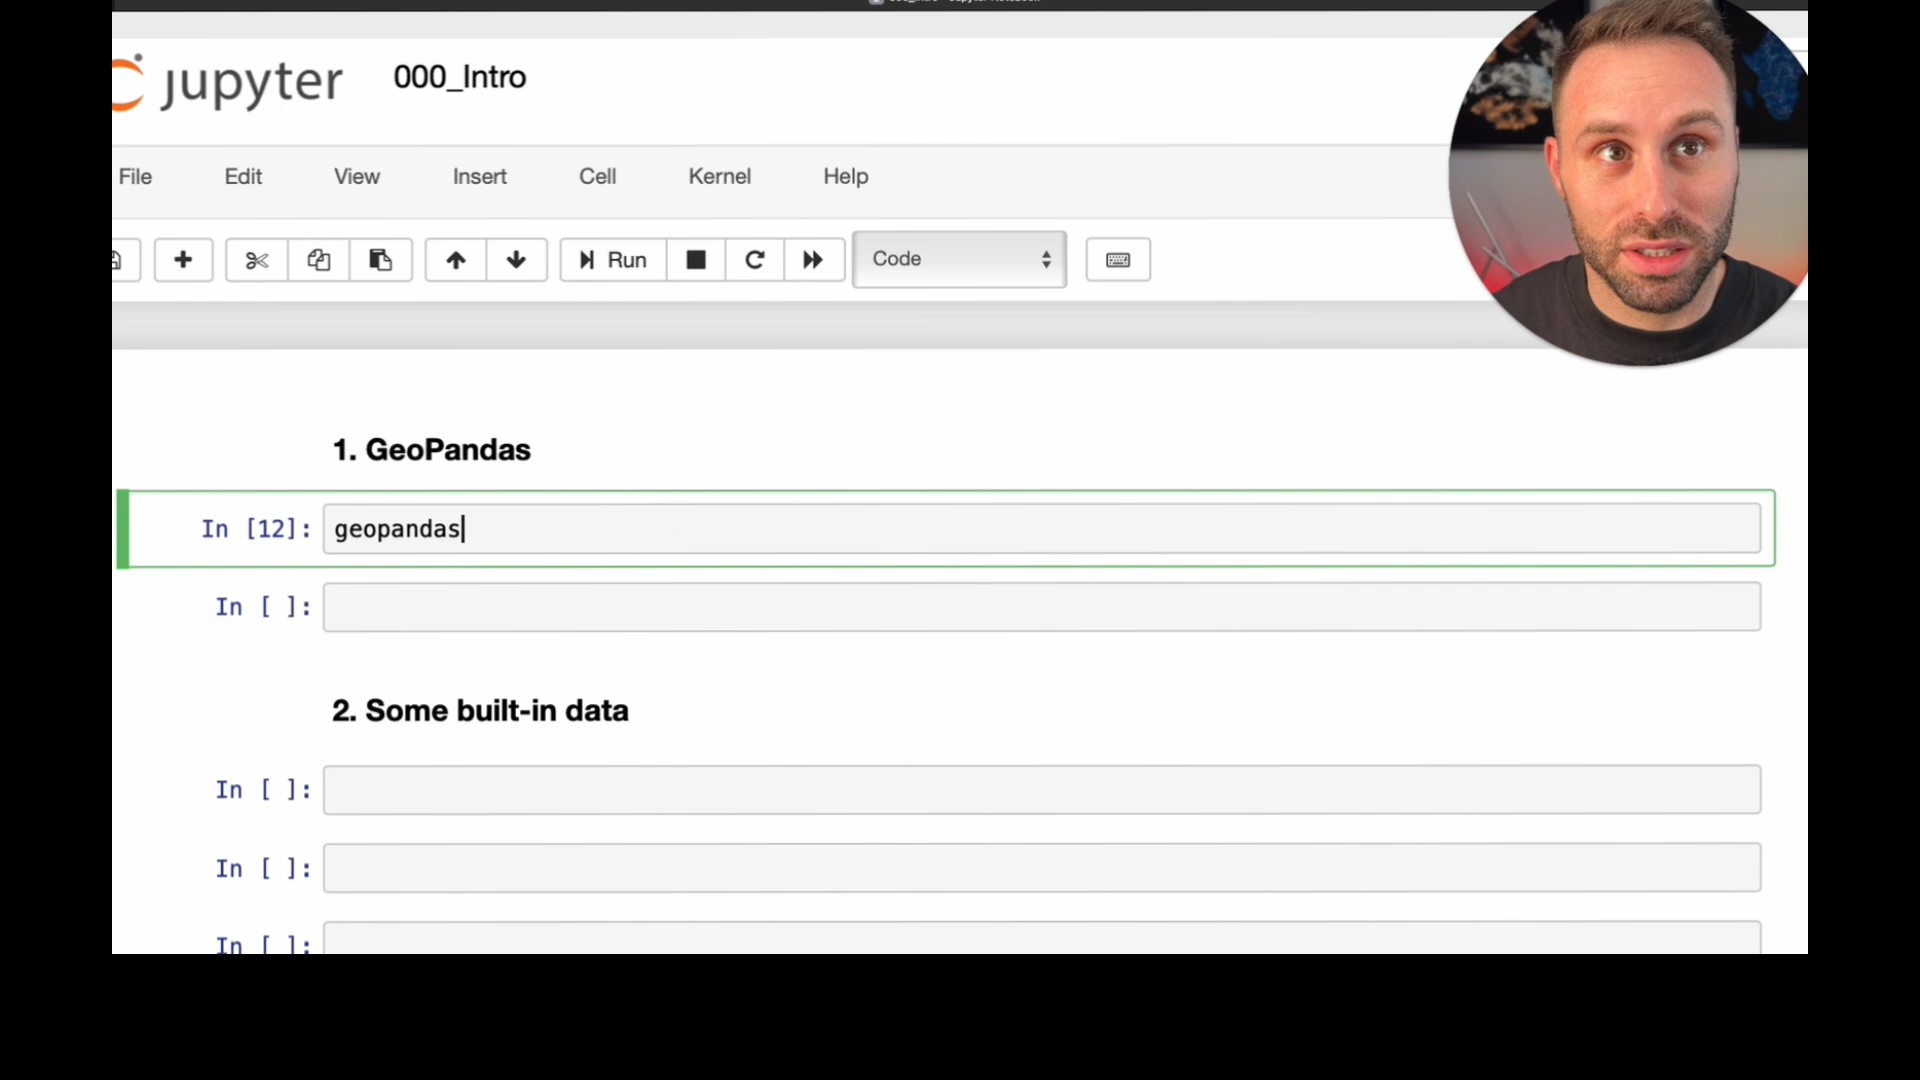 jupyter 000_Intro
File Edit View Insert Cell Kernel Help
Run Code
1. GeoPandas
In [12]: geopandas
In [ ]:
2. Some built-in data
In [ ]:
In [ ]:
In [ ]: